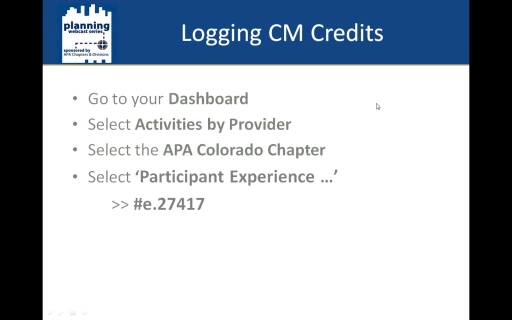 planning
webcast series
sponsored by
APA Chapters & Divisions
Logging CM Credits
• Go to your Dashboard
• Select Activities by Provider
• Select the APA Colorado Chapter
• Select ‘Participant Experience …’
>> #e.27417